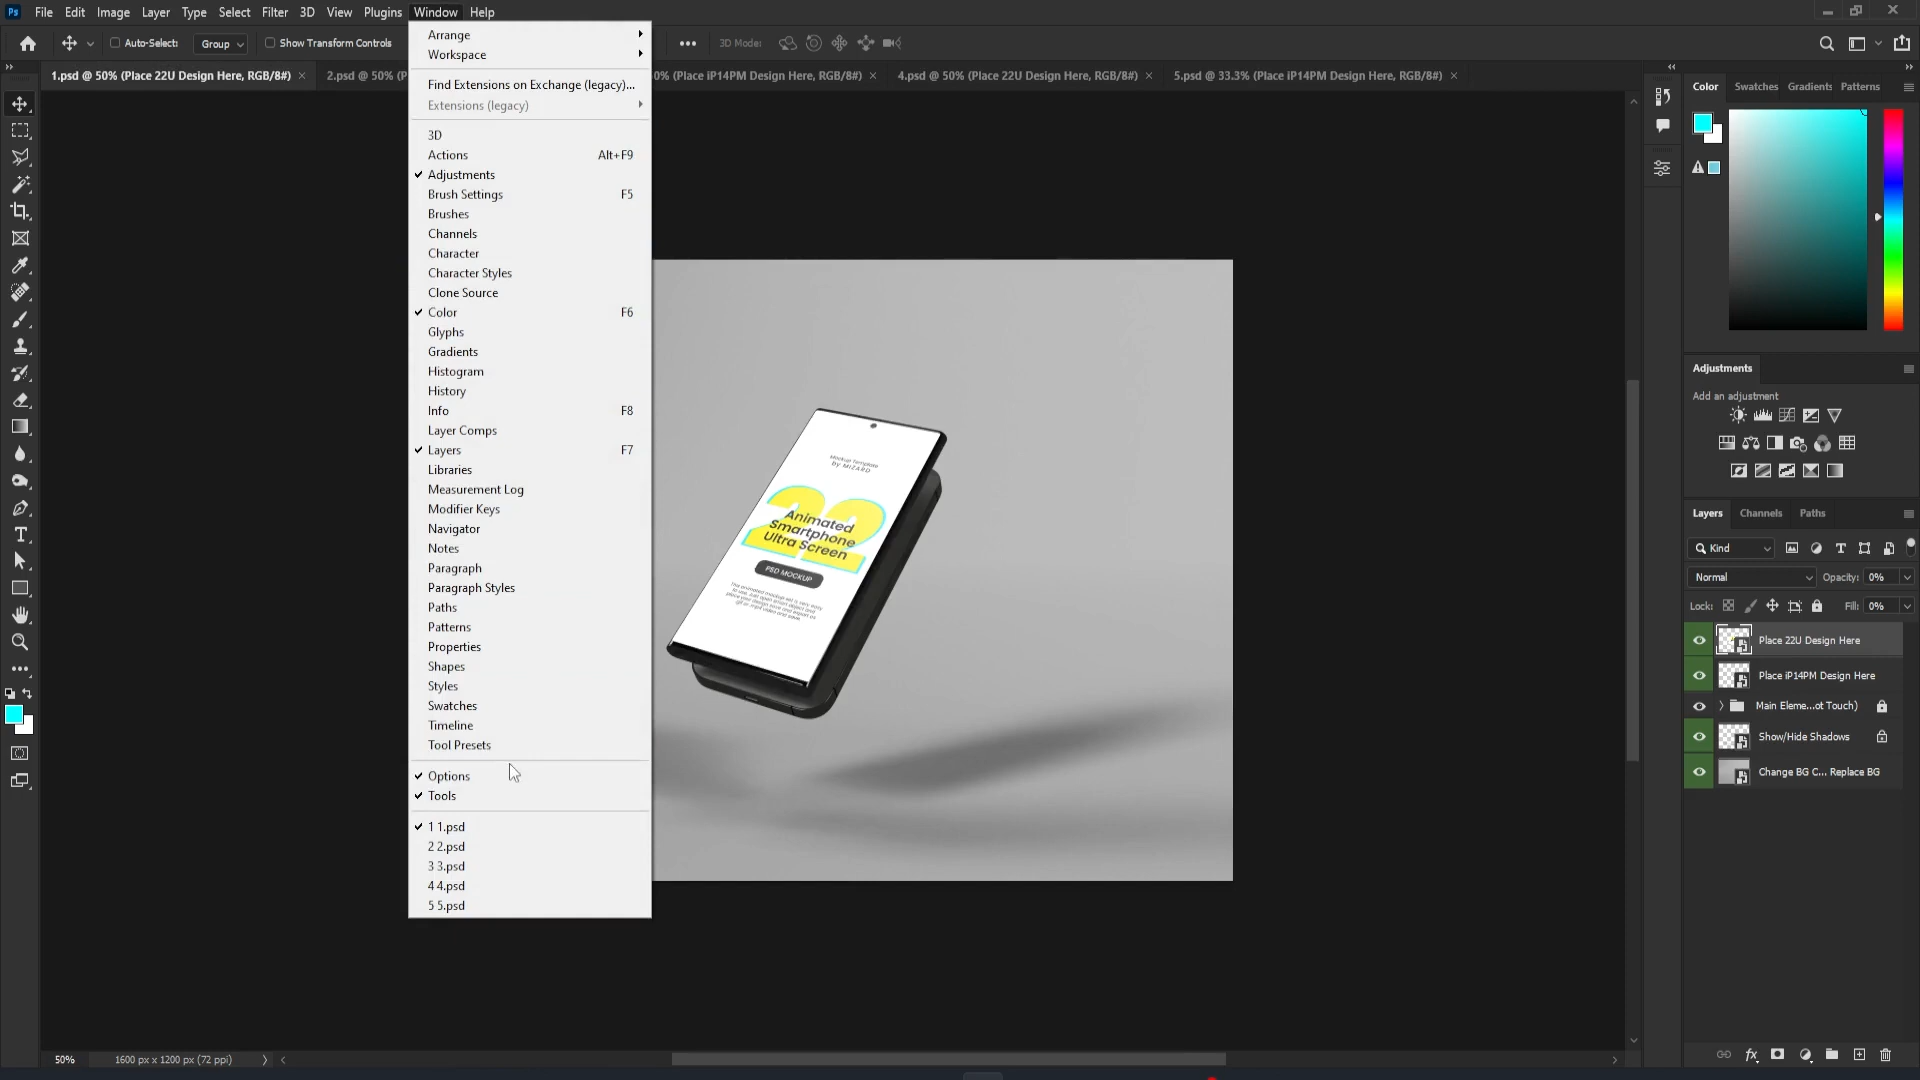 Ps File Edit Image Layer Type Select Filter 3D View Plugins Window Help
Auto-Select: Group Show Transform Controls 3D Mode:
1.psd @ 50% (Place 22U Design Here, RGB/8#) × 2.psd @ 50% (P 0% (Place iP14PM Design Here, RGB/8#) × 4.psd @ 50% (Place 22U Design Here, RGB/8#) × 5.psd @ 33.3% (Place iP14PM Design Here, RGB/8#) ×
Arrange
Workspace
Find Extensions on Exchange (legacy)...
Extensions (legacy)
3D
Actions Alt+F9
Adjustments
Brush Settings F5
Brushes
Channels
Character
Character Styles
Clone Source
Color F6
Glyphs
Gradients
Histogram
History
Info F8
Layer Comps
Layers F7
Libraries
Measurement Log
Modifier Keys
Navigator
Notes
Paragraph
Paragraph Styles
Paths
Patterns
Properties
Shapes
Styles
Swatches
Timeline
Tool Presets
Options
Tools
1 1.psd
2 2.psd
3 3.psd
4 4.psd
5 5.psd
Mockup Template
by MIZARD
22
Animated
Smartphone
Ultra Screen
PSD MOCKUP
Color Swatches Gradients Patterns
Adjustments
Add an adjustment
Layers Channels Paths
Kind
Normal Opacity: 0%
Lock: Fill: 0%
Place 22U Design Here
Place iP14PM Design Here
Main Eleme...ot Touch)
Show/Hide Shadows
Change BG C... Replace BG
50% 1600 px x 1200 px (72 ppi)